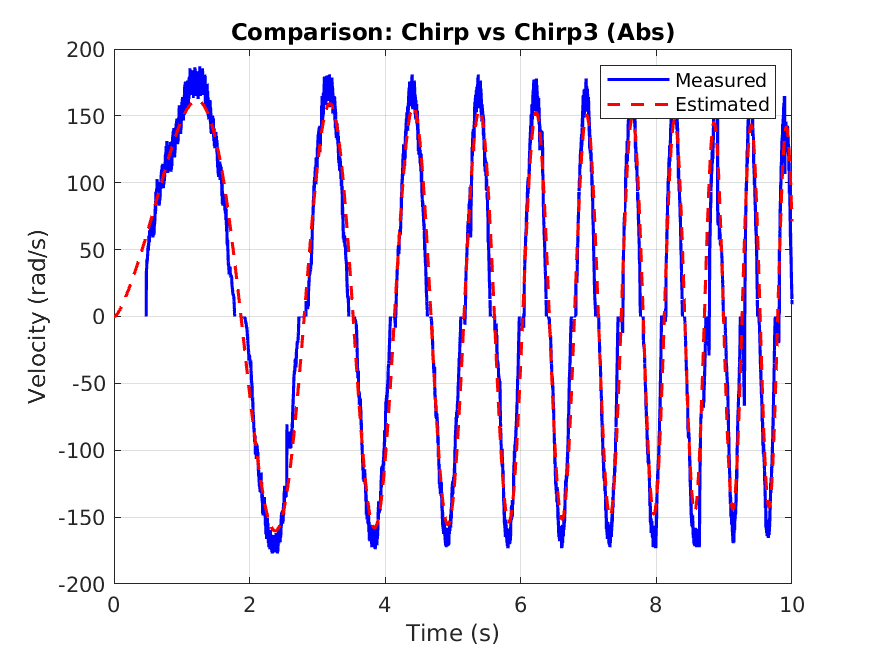 Comparison: Chirp vs Chirp3 (Abs)
200
150
100
50
0
-50
-100
-150
-200
Velocity (rad/s)
Measured
Estimated
0 2 4 6 8 10
Time (s)